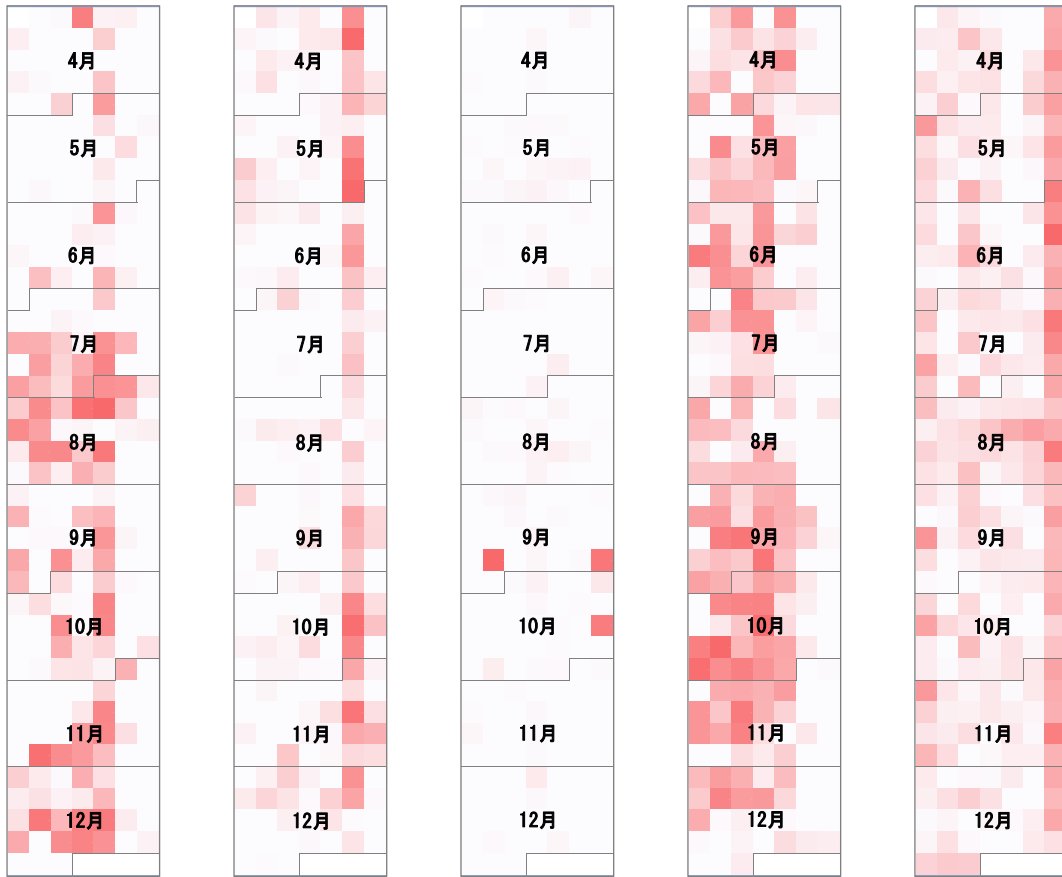 4月 4月 4月 4月 4月
5月 5月 5月 5月 5月
6月 6月 6月 6月 6月
7月 7月 7月 7月 7月
8月 8月 8月 8月 8月
9月 9月 9月 9月 9月
10月 10月 10月 10月 10月
11月 11月 11月 11月 11月
12月 12月 12月 12月 12月